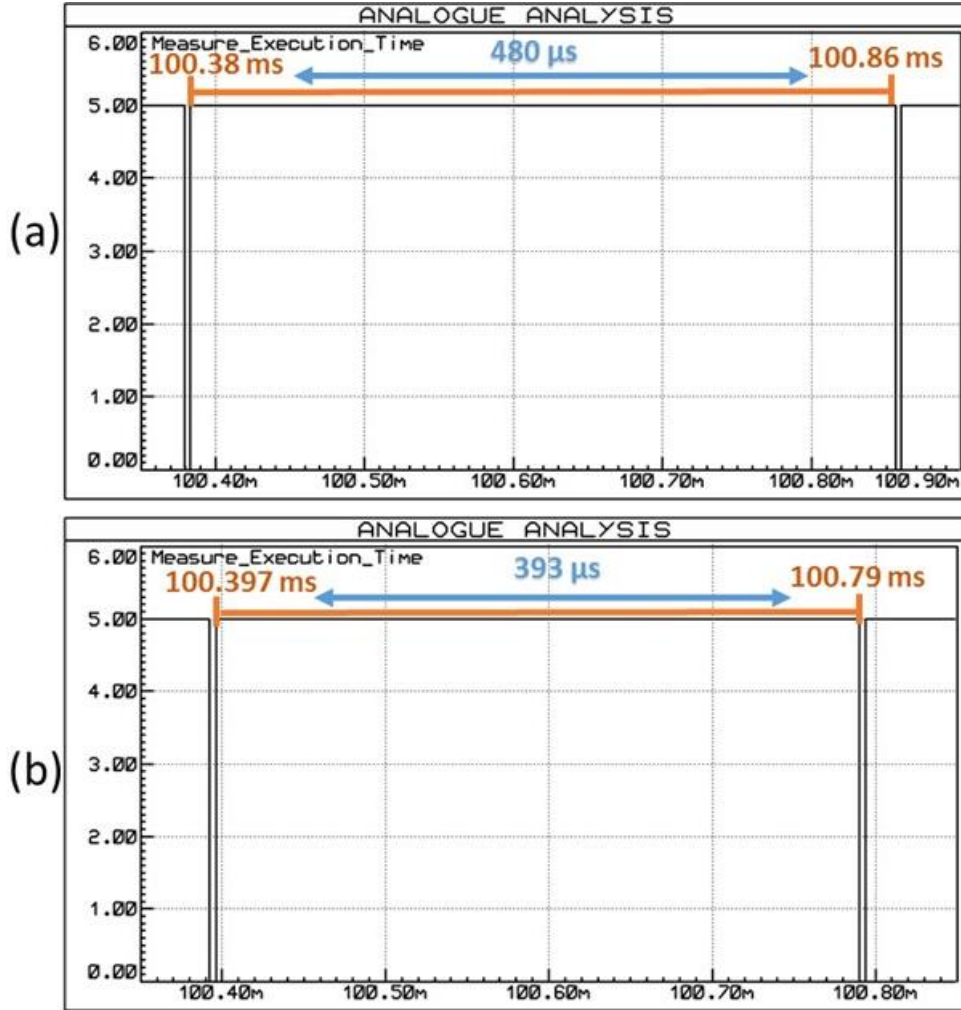 ANALOGUE ANALYSIS
6.00 Measure_Execution_Time
100.38 ms 480 µs 100.86 ms
5.00
4.00
(a)
3.00
2.00
1.00
0.00
100.40m 100.50m 100.60m 100.70m 100.80m 100.90m
ANALOGUE ANALYSIS
6.00 Measure_Execution_Time
100.397 ms 393 µs 100.79 ms
5.00
4.00
(b)
3.00
2.00
1.00
0.00
100.40m 100.50m 100.60m 100.70m 100.80m